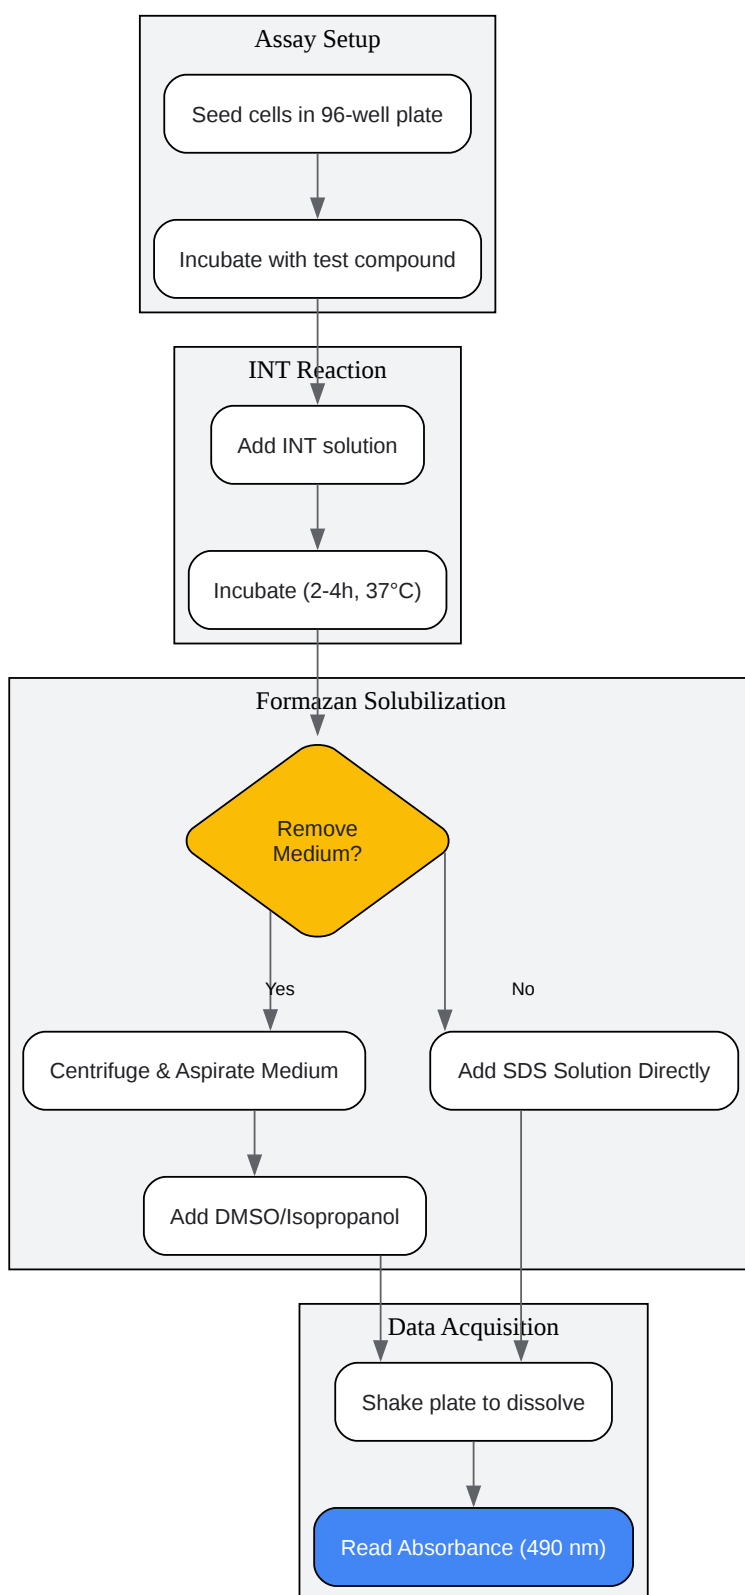 Assay Setup
Seed cells in 96-well plate
Incubate with test compound
INT Reaction
Add INT solution
Incubate (2-4h, 37°C)
Formazan Solubilization
Remove
Medium?
Yes
No
Centrifuge & Aspirate Medium
Add SDS Solution Directly
Add DMSO/Isopropanol
Data Acquisition
Shake plate to dissolve
Read Absorbance (490 nm)